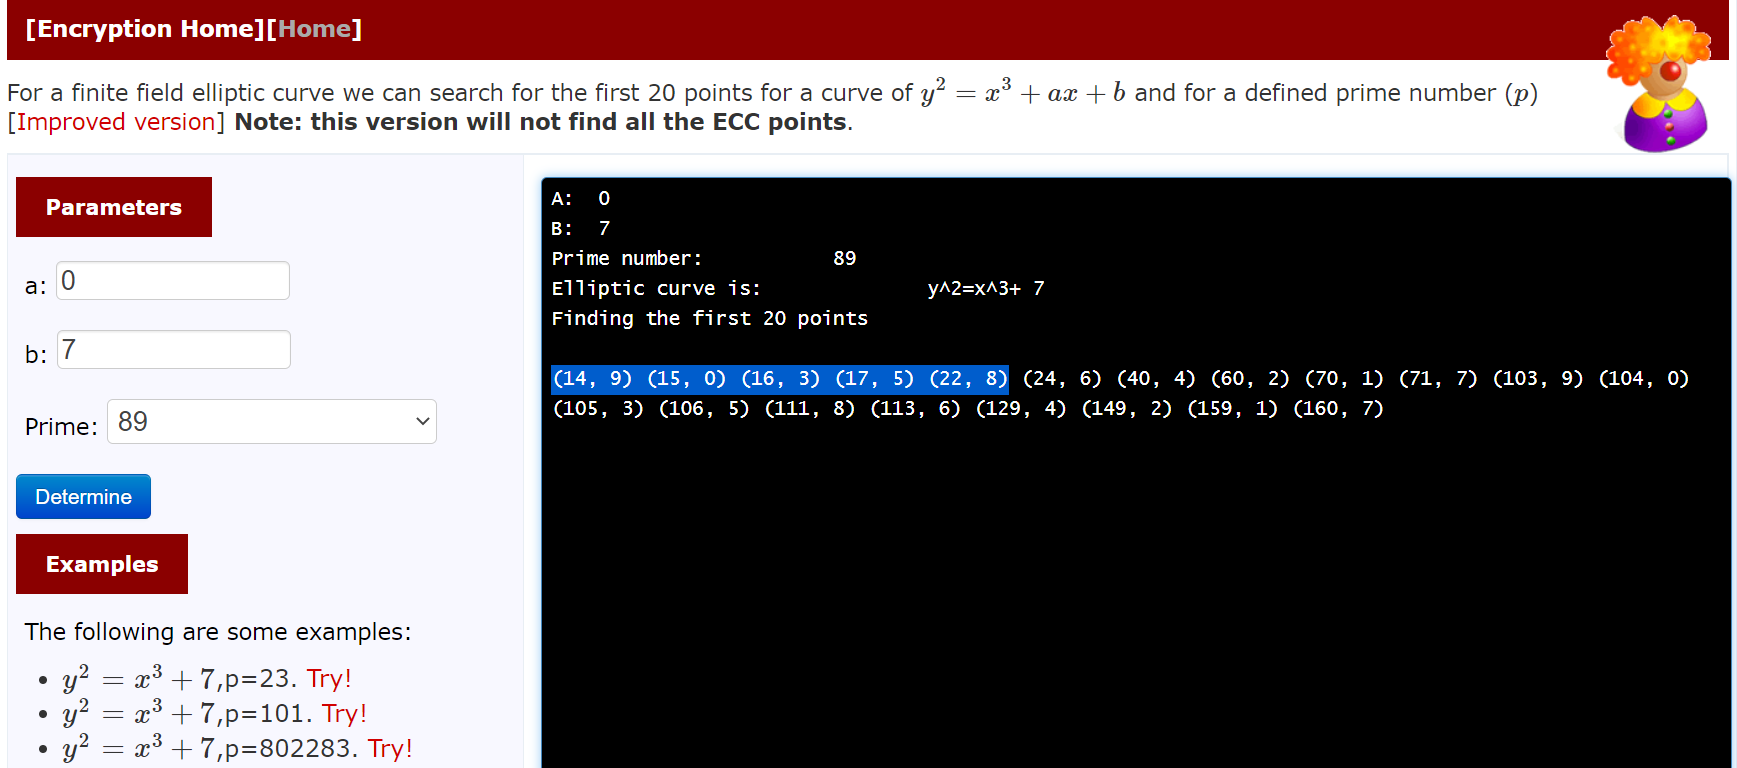 [Encryption Home][Home]
For a finite field elliptic curve we can search for the first 20 points for a curve of y² = x³ + ax + b and for a defined prime number (p)
[Improved version] Note: this version will not find all the ECC points.
Parameters
a: 0
b: 7
Prime: 89
Determine
Examples
The following are some examples:
• y² = x³ + 7,p=23. Try!
• y² = x³ + 7,p=101. Try!
• y² = x³ + 7,p=802283. Try!
A: 0
B: 7
Prime number: 89
Elliptic curve is: y^2=x^3+ 7
Finding the first 20 points
(14, 9) (15, 0) (16, 3) (17, 5) (22, 8) (24, 6) (40, 4) (60, 2) (70, 1) (71, 7) (103, 9) (104, 0)
(105, 3) (106, 5) (111, 8) (113, 6) (129, 4) (149, 2) (159, 1) (160, 7)